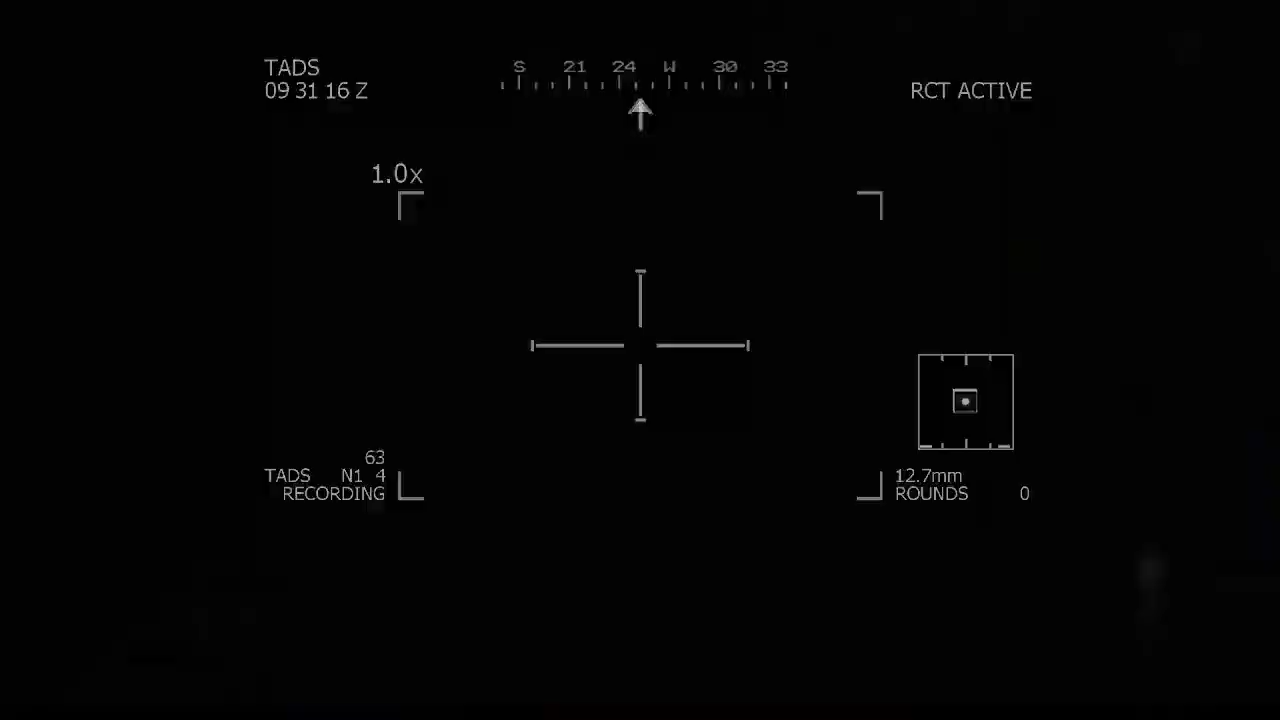 TADS
09 31 16 Z
S 21 24 W 30 33
RCT ACTIVE
1.0x
63
TADS N1 4
RECORDING
12.7mm
ROUNDS 0